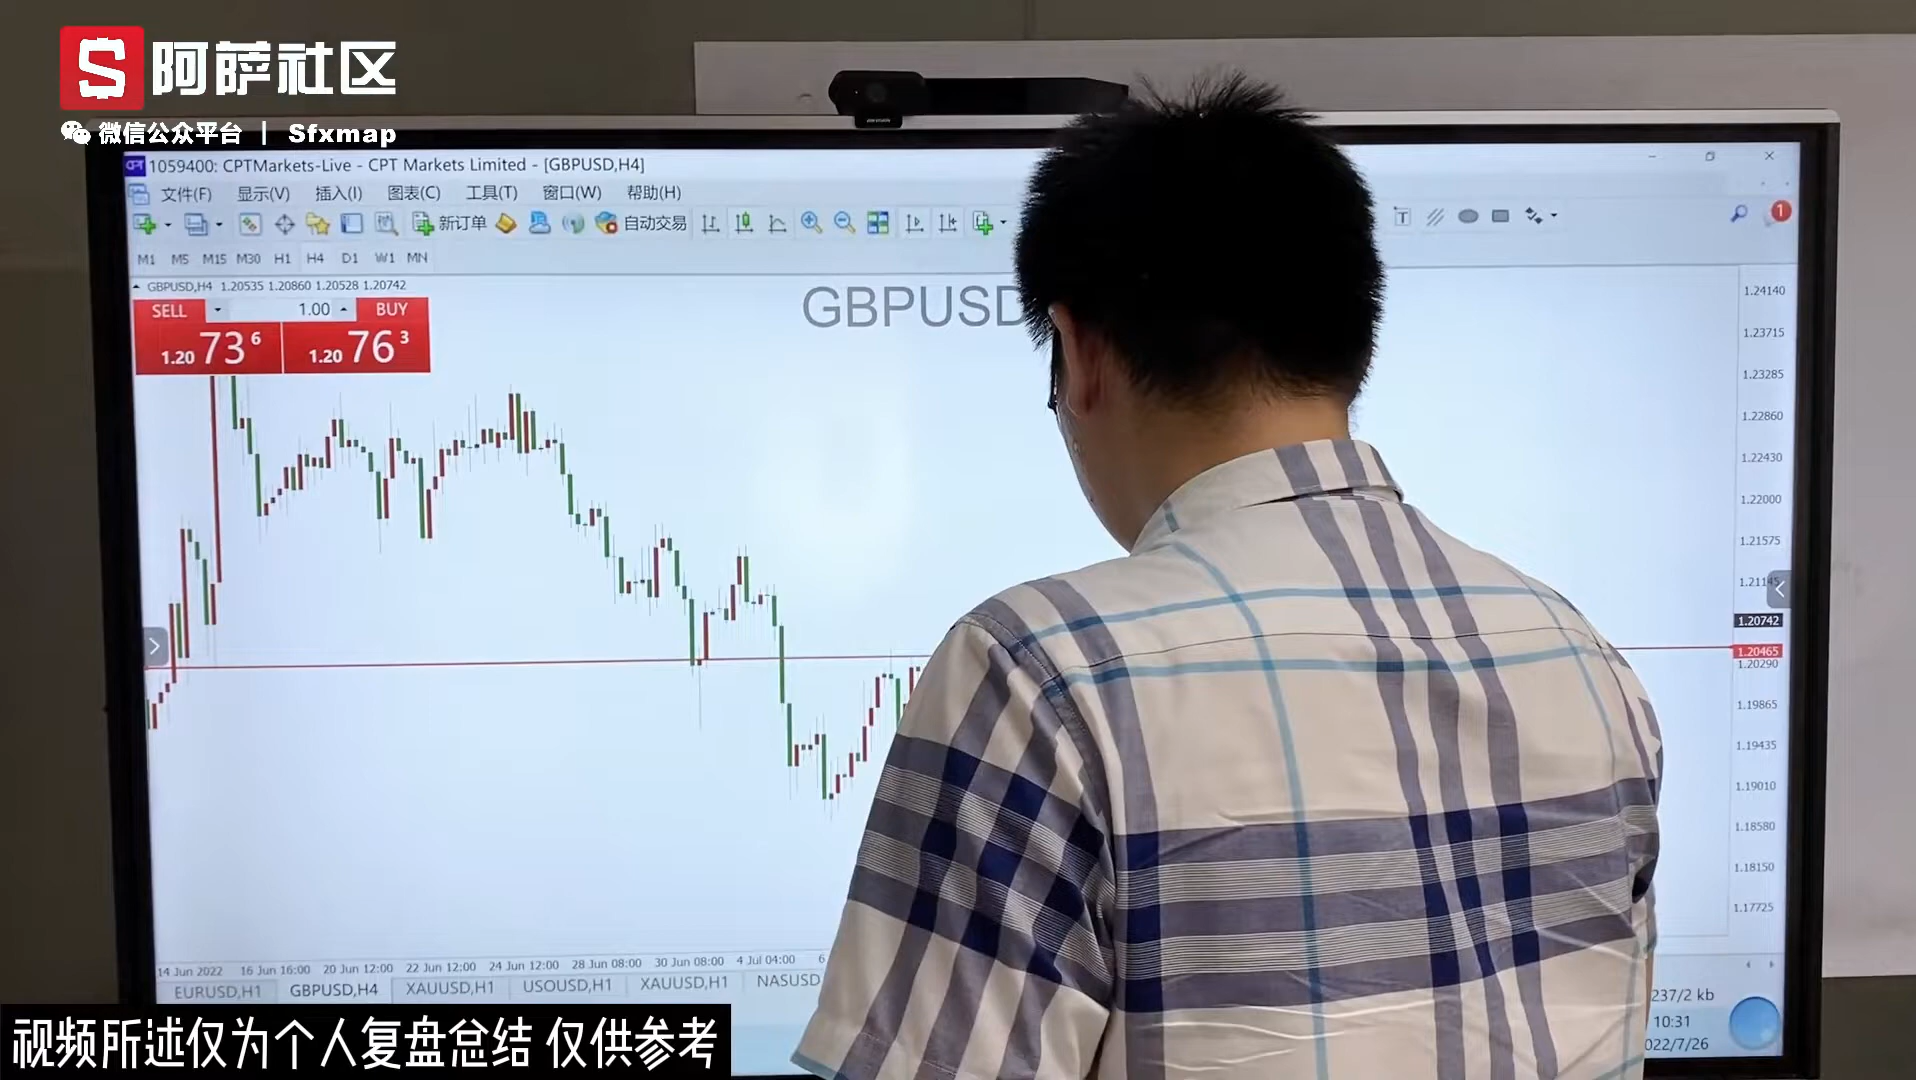 阿萨社区
微信公众平台 | Sfxmap
1059400: CPTMarkets-Live - CPT Markets Limited - [GBPUSD,H4]
文件(F) 显示(V) 插入(I) 图表(C) 工具(T) 窗口(W) 帮助(H)
新订单 自动交易 T 1
M1 M5 M15 M30 H1 H4 D1 W1 MN
GBPUSD,H4 1.20535 1.20860 1.20528 1.20742
SELL 1.00 BUY
1.20 73 6 1.20 76 3
GBPUSD
1.24140
1.23715
1.23285
1.22860
1.22430
1.22000
1.21575
1.21145
1.20742
1.20465
1.20290
1.19865
1.19435
1.19010
1.18580
1.18150
1.17725
14 Jun 2022 16 Jun 16:00 20 Jun 12:00 22 Jun 12:00 24 Jun 12:00 28 Jun 08:00 30 Jun 08:00 4 Jul 04:00 6
EURUSD,H1 GBPUSD,H4 XAUUSD,H1 USOUSD,H1 XAUUSD,H1 NASUSD
237/2 kb
10:31
022/7/26
视频所述仅为个人复盘总结 仅供参考